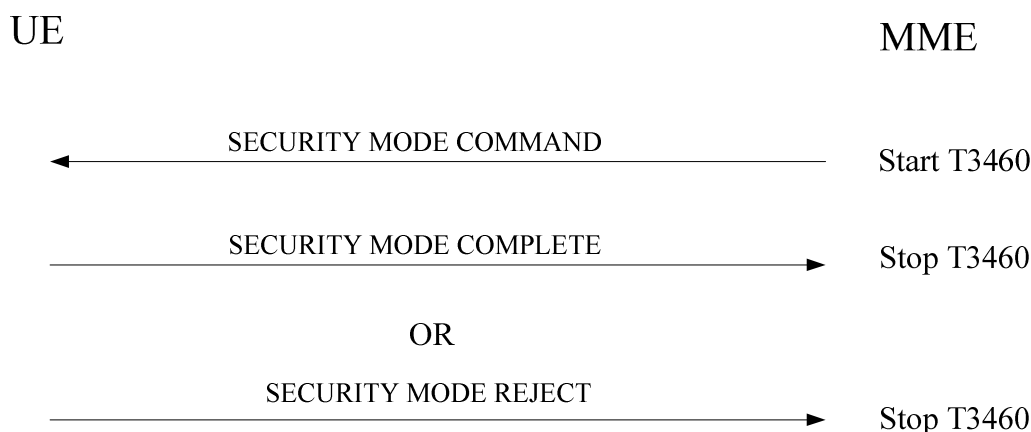 UE
MME
SECURITY MODE COMMAND
Start T3460
SECURITY MODE COMPLETE
Stop T3460
OR
SECURITY MODE REJECT
Stop T3460